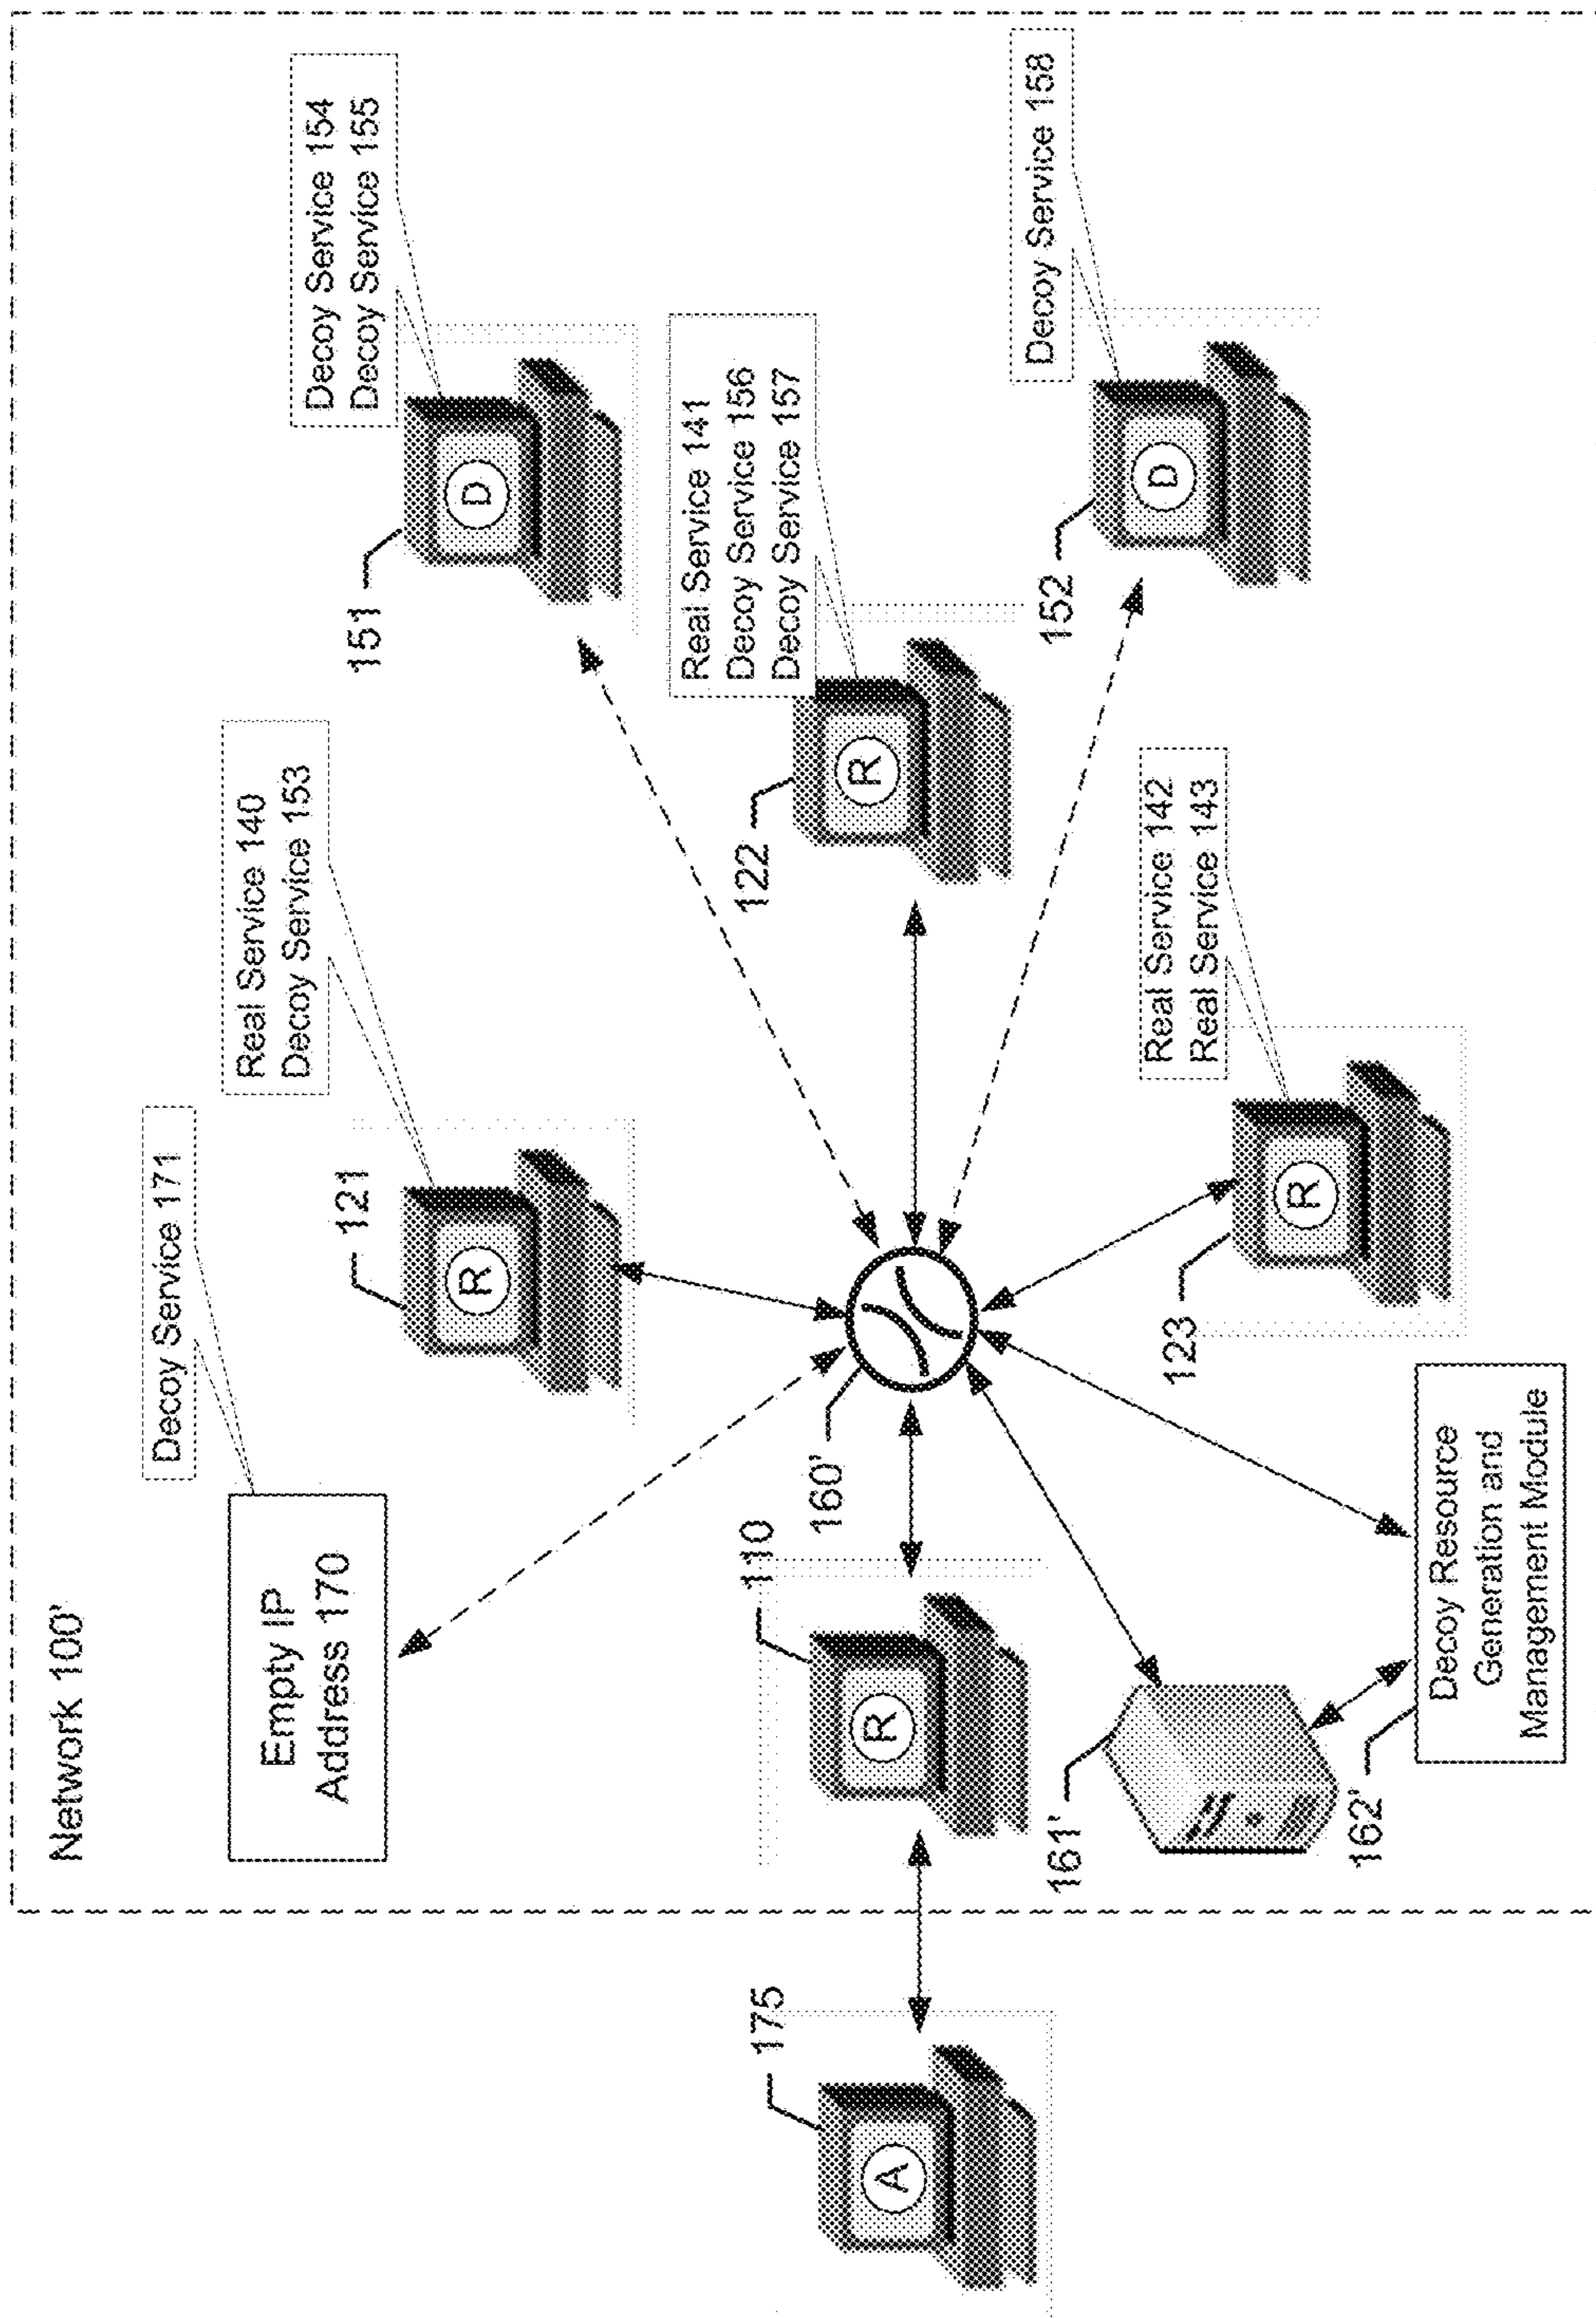 Network 100'
Empty IP
Address 170
Decoy Service 171
121
R
Real Service 140
Decoy Service 153
151
D
Decoy Service 154
Decoy Service 155
175
A
110
R
160'
122
R
Real Service 141
Decoy Service 156
Decoy Service 157
161'
162'
Decoy Resource
Generation and
Management Module
123
R
Real Service 142
Real Service 143
152
D
Decoy Service 158